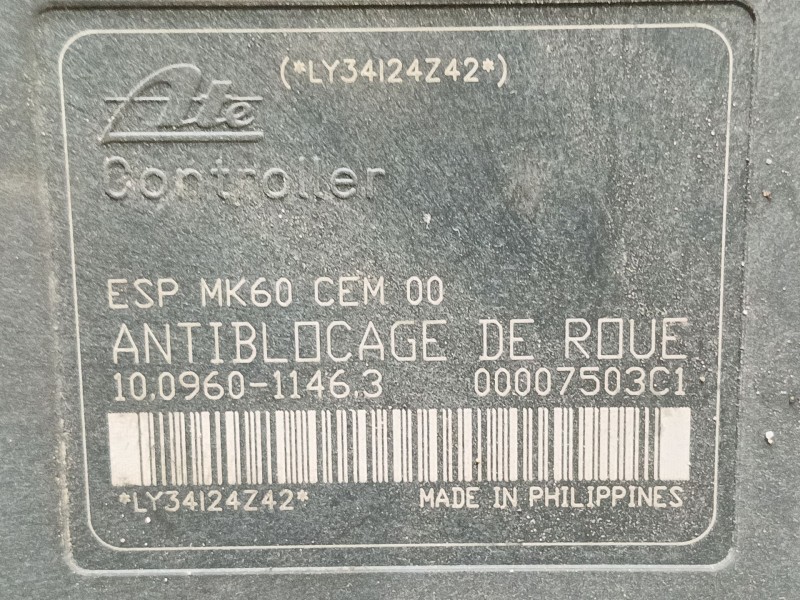 (*LY34124Z42*)
Ate
Controller
ESP MK60 CEM 00
ANTIBLOCAGE DE ROUE
10.0960-1146.3 00007503C1
*LY34124Z42* MADE IN PHILIPPINES